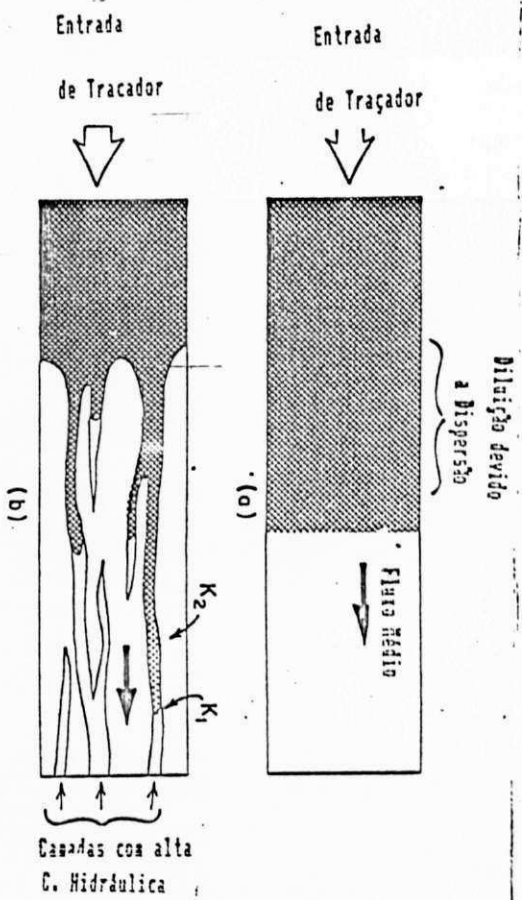 Entrada
de Traçador
Diluição devido
a Dispersão
Fluxo Médio
(a)
Entrada
de Tracador
K2
K1
(b)
Camadas com alta
C. Hidráulica